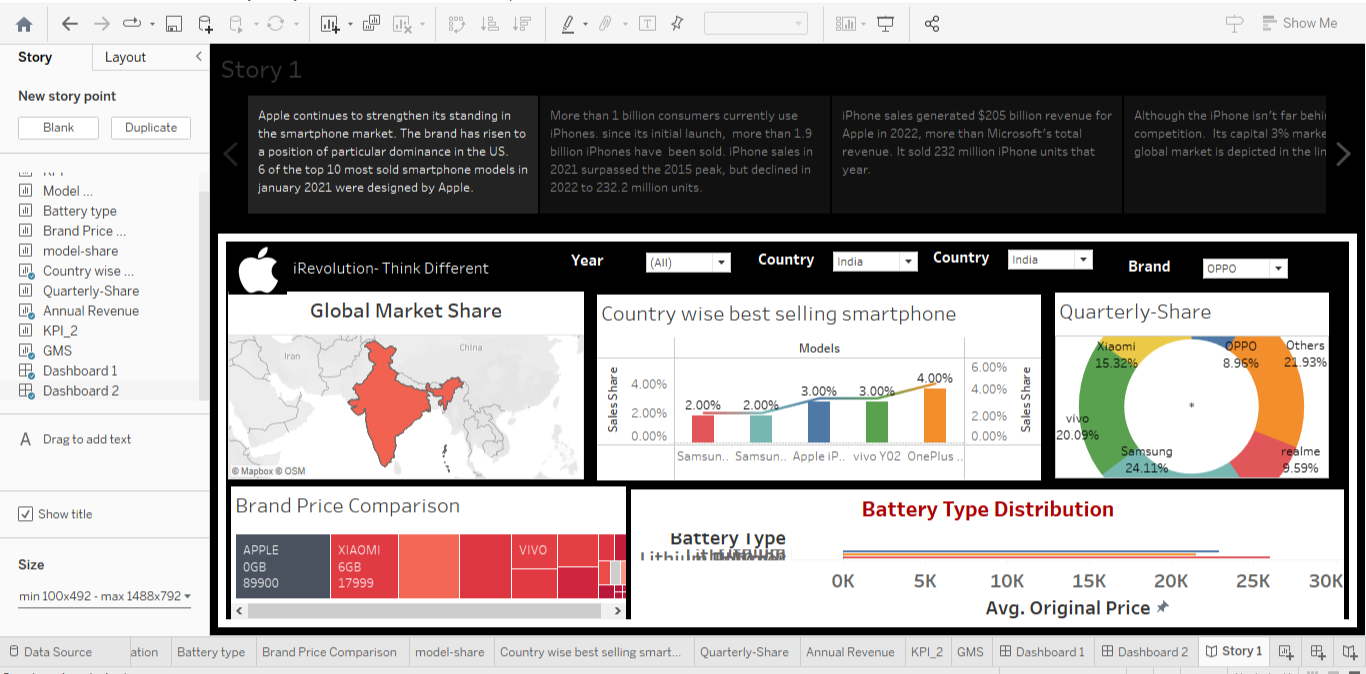 Show Me
Story
Layout
Story 1
New story point
Blank
Duplicate
Apple continues to strengthen its standing in
the smartphone market. The brand has risen to
a position of particular dominance in the US.
6 of the top 10 most sold smartphone models in
january 2021 were designed by Apple.
More than 1 billion consumers currently use
iPhones. since its initial launch, more than 1.9
billion iPhones have been sold. iPhone sales in
2021 surpassed the 2015 peak, but declined in
2022 to 232.2 million units.
iPhone sales generated $205 billion revenue for
Apple in 2022, more than Microsoft's total
revenue. It sold 232 million iPhone units that
year.
Although the iPhone isn't far behi
competition. Its capital 3% marke
global market is depicted in the lin
Model ...
Battery type
Brand Price ...
model-share
Country wise ...
Quarterly-Share
Annual Revenue
KPI_2
GMS
Dashboard 1
Dashboard 2
A Drag to add text
Show title
Size
min 100x492 - max 1488x792
iRevolution- Think Different
Year
(All)
Country
India
Country
India
Brand
OPPO
Global Market Share
Iran
China
© Mapbox © OSM
Country wise best selling smartphone
Models
Sales Share
4.00%
2.00%
0.00%
2.00%
2.00%
3.00%
3.00%
4.00%
6.00%
4.00%
2.00%
0.00%
Sales Share
Samsun..
Samsun..
Apple iP..
vivo Y02
OnePlus ..
Quarterly-Share
Xiaomi
15.32%
OPPO
8.96%
Others
21.93%
vivo
20.09%
*
Samsung
24.11%
realme
9.59%
Brand Price Comparison
APPLE
0GB
89900
XIAOMI
6GB
17999
VIVO
Battery Type Distribution
Battery Type
0K
5K
10K
15K
20K
25K
30K
Avg. Original Price
Data Source
ation
Battery type
Brand Price Comparison
model-share
Country wise best selling smart...
Quarterly-Share
Annual Revenue
KPI_2
GMS
Dashboard 1
Dashboard 2
Story 1